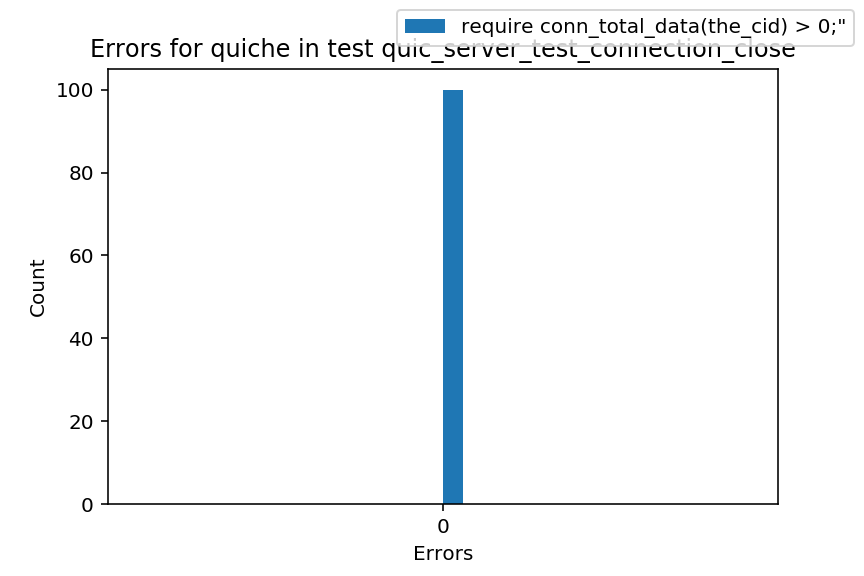 require conn_total_data(the_cid) > 0;"
Errors for quiche in test quic_server_test_connection_close
100
80
60
40
20
0
Count
0
Errors